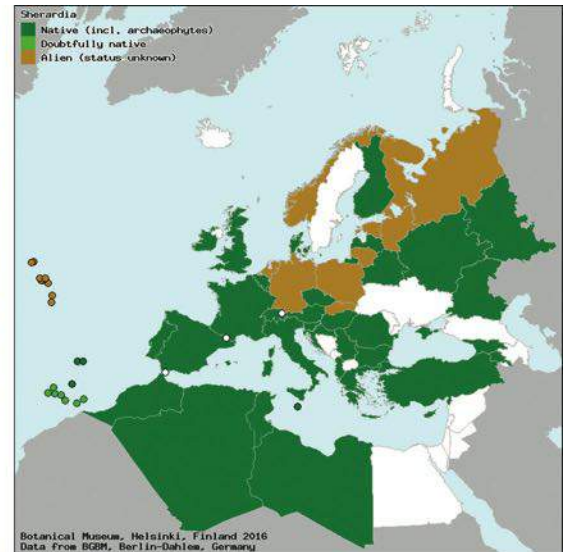 Sherardia
Native (incl. archaeophytes)
Doubtfully native
Alien (status unknown)
Botanical Museum, Helsinki, Finland 2016
Data from BGBM, Berlin-Dahlem, Germany